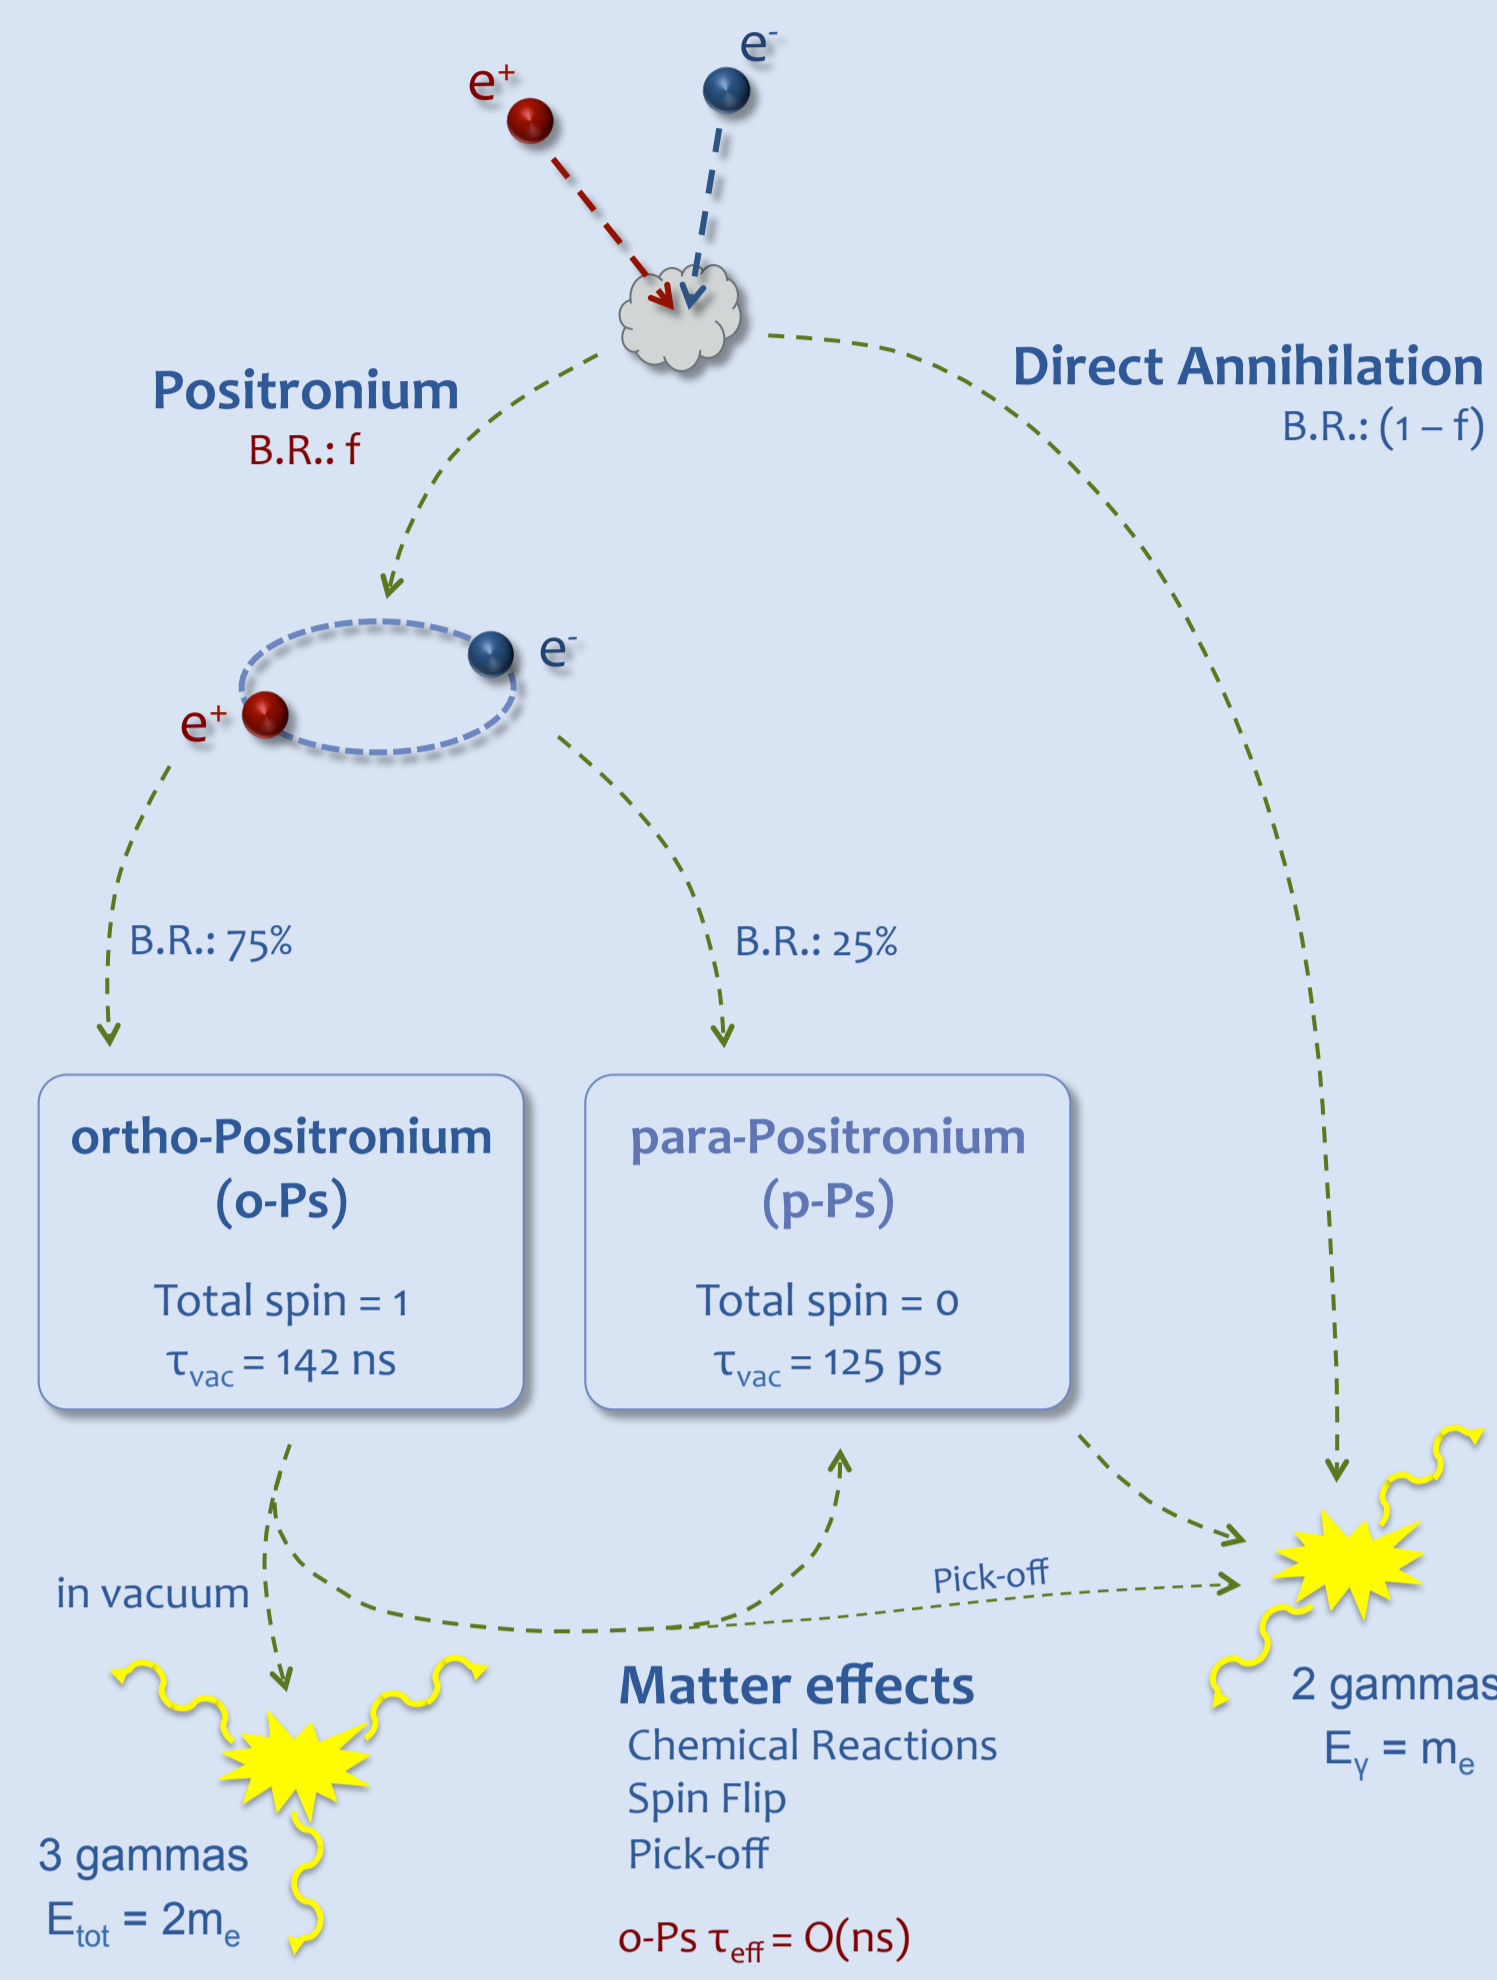 e⁻
e⁺
Positronium
B.R.: f
Direct Annihilation
B.R.: (1 – f)
e⁻
e⁺
B.R.: 75%
B.R.: 25%
ortho-Positronium
(o-Ps)
Total spin = 1
τvac = 142 ns
para-Positronium
(p-Ps)
Total spin = 0
τvac = 125 ps
in vacuum
Pick-off
3 gammas
Etot = 2me
Matter effects
Chemical Reactions
Spin Flip
Pick-off
o-Ps τeff = O(ns)
2 gammas
Eγ = me